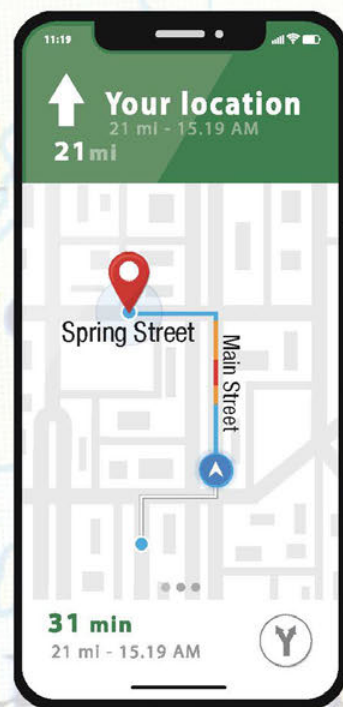 11:19
Your location
21 mi - 15.19 AM
21 mi
Spring Street
Main Street
31 min
21 mi - 15.19 AM